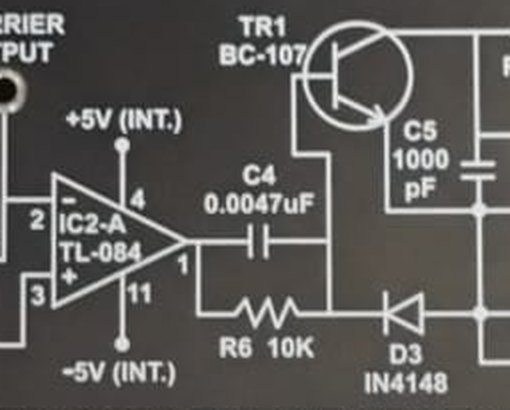 RRIER
TPUT
TR1
BC-107
+5V (INT.)
C5
1000
pF
C4
0.0047uF
4
-
2
IC2-A
TL-084
1
+
3
11
-5V (INT.)
R6 10K
D3
IN4148